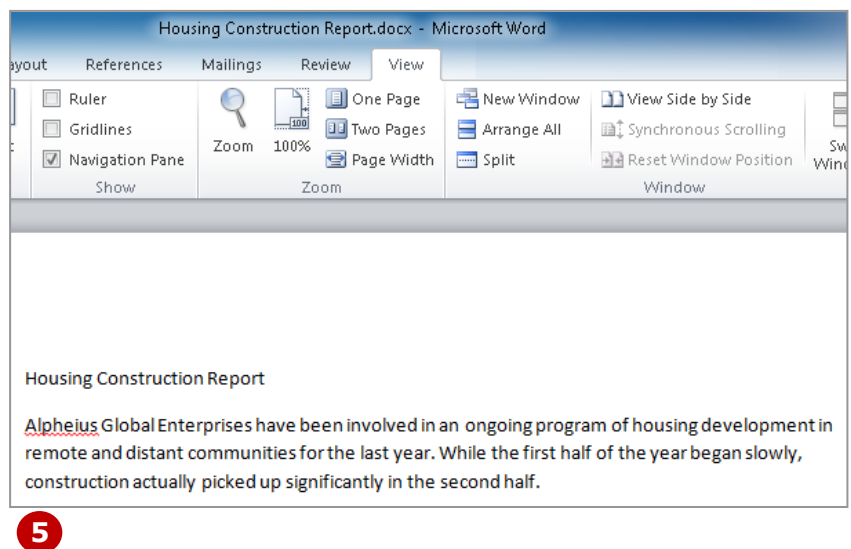 Housing Construction Report.docx - Microsoft Word
ayout References Mailings Review View
Ruler
Gridlines
Navigation Pane
Show
Zoom
100
100%
One Page
Two Pages
Page Width
Zoom
New Window
Arrange All
Split
View Side by Side
Synchronous Scrolling
Reset Window Position
Window
Sw
Wind
Housing Construction Report
Alpheius Global Enterprises have been involved in an ongoing program of housing development in
remote and distant communities for the last year. While the first half of the year began slowly,
construction actually picked up significantly in the second half.
5